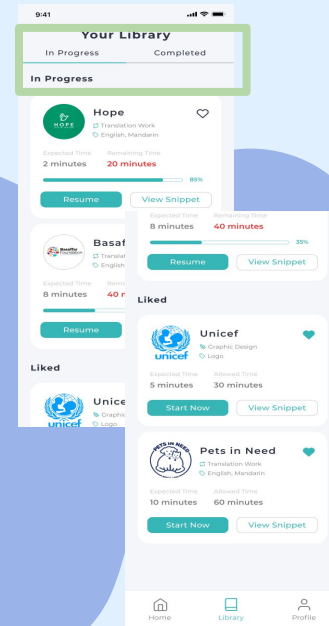 9:41
Your Library
In Progress
Completed
In Progress
HOPE
Hope
Translation Work
English, Mandarin
Expected Time
Remaining Time
2 minutes
20 minutes
80%
Resume
View Snippet
Basaf
Translat
English
Expected Time
Rema
8 minutes
40 m
Resume
Liked
unicef
Unice
Graphic
Logo
Expected Time
Remaining Time
8 minutes
40 minutes
35%
Resume
View Snippet
Liked
unicef
Unicef
Graphic Design
Logo
Expected Time
Allowed Time
5 minutes
30 minutes
Start Now
View Snippet
PETS IN NEED
Pets in Need
Translation Work
English, Mandarin
Expected Time
Allowed Time
10 minutes
60 minutes
Start Now
View Snippet
Home
Library
Profile